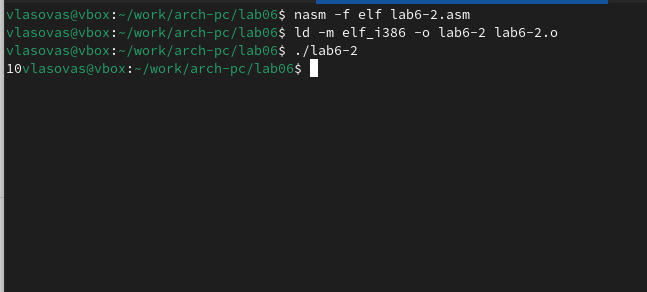 vlasovas@vbox:~/work/arch-pc/lab06$ nasm -f elf lab6-2.asm
vlasovas@vbox:~/work/arch-pc/lab06$ ld -m elf_i386 -o lab6-2 lab6-2.o
vlasovas@vbox:~/work/arch-pc/lab06$ ./lab6-2
10vlasovas@vbox:~/work/arch-pc/lab06$